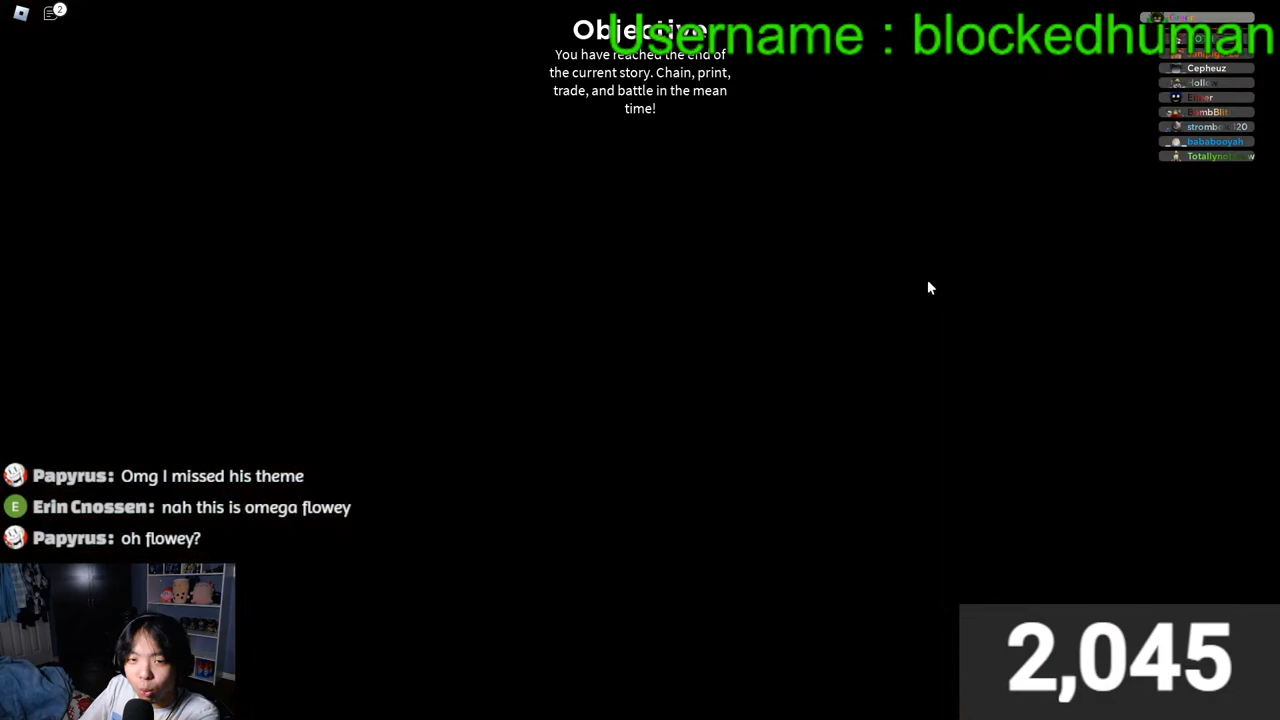 2
Objective
You have reached the end of
the current story. Chain, print,
trade, and battle in the mean
time!
Username : blockedhuman
Cepheuz
bababooyah
Papyrus: Omg I missed his theme
E Erin Cnossen: nah this is omega flowey
Papyrus: oh flowey?
2,045